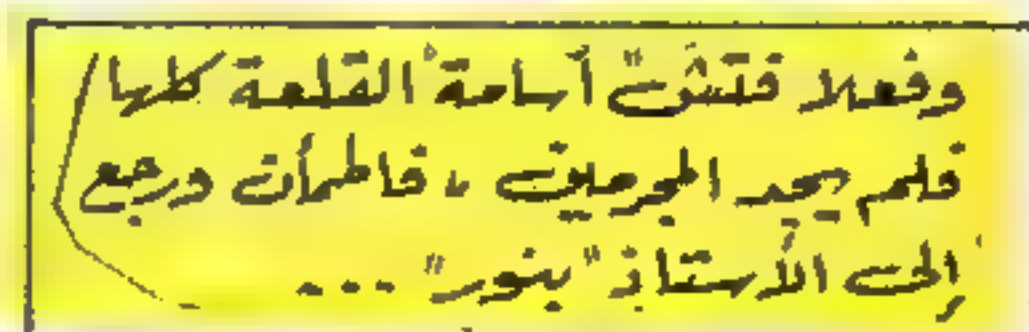 وفعلا فتش "أسامة" القلعة كلها
فلم يجد المجرمين ، فاطمأن ورجع
إلى الأستاذ "بنور" ...